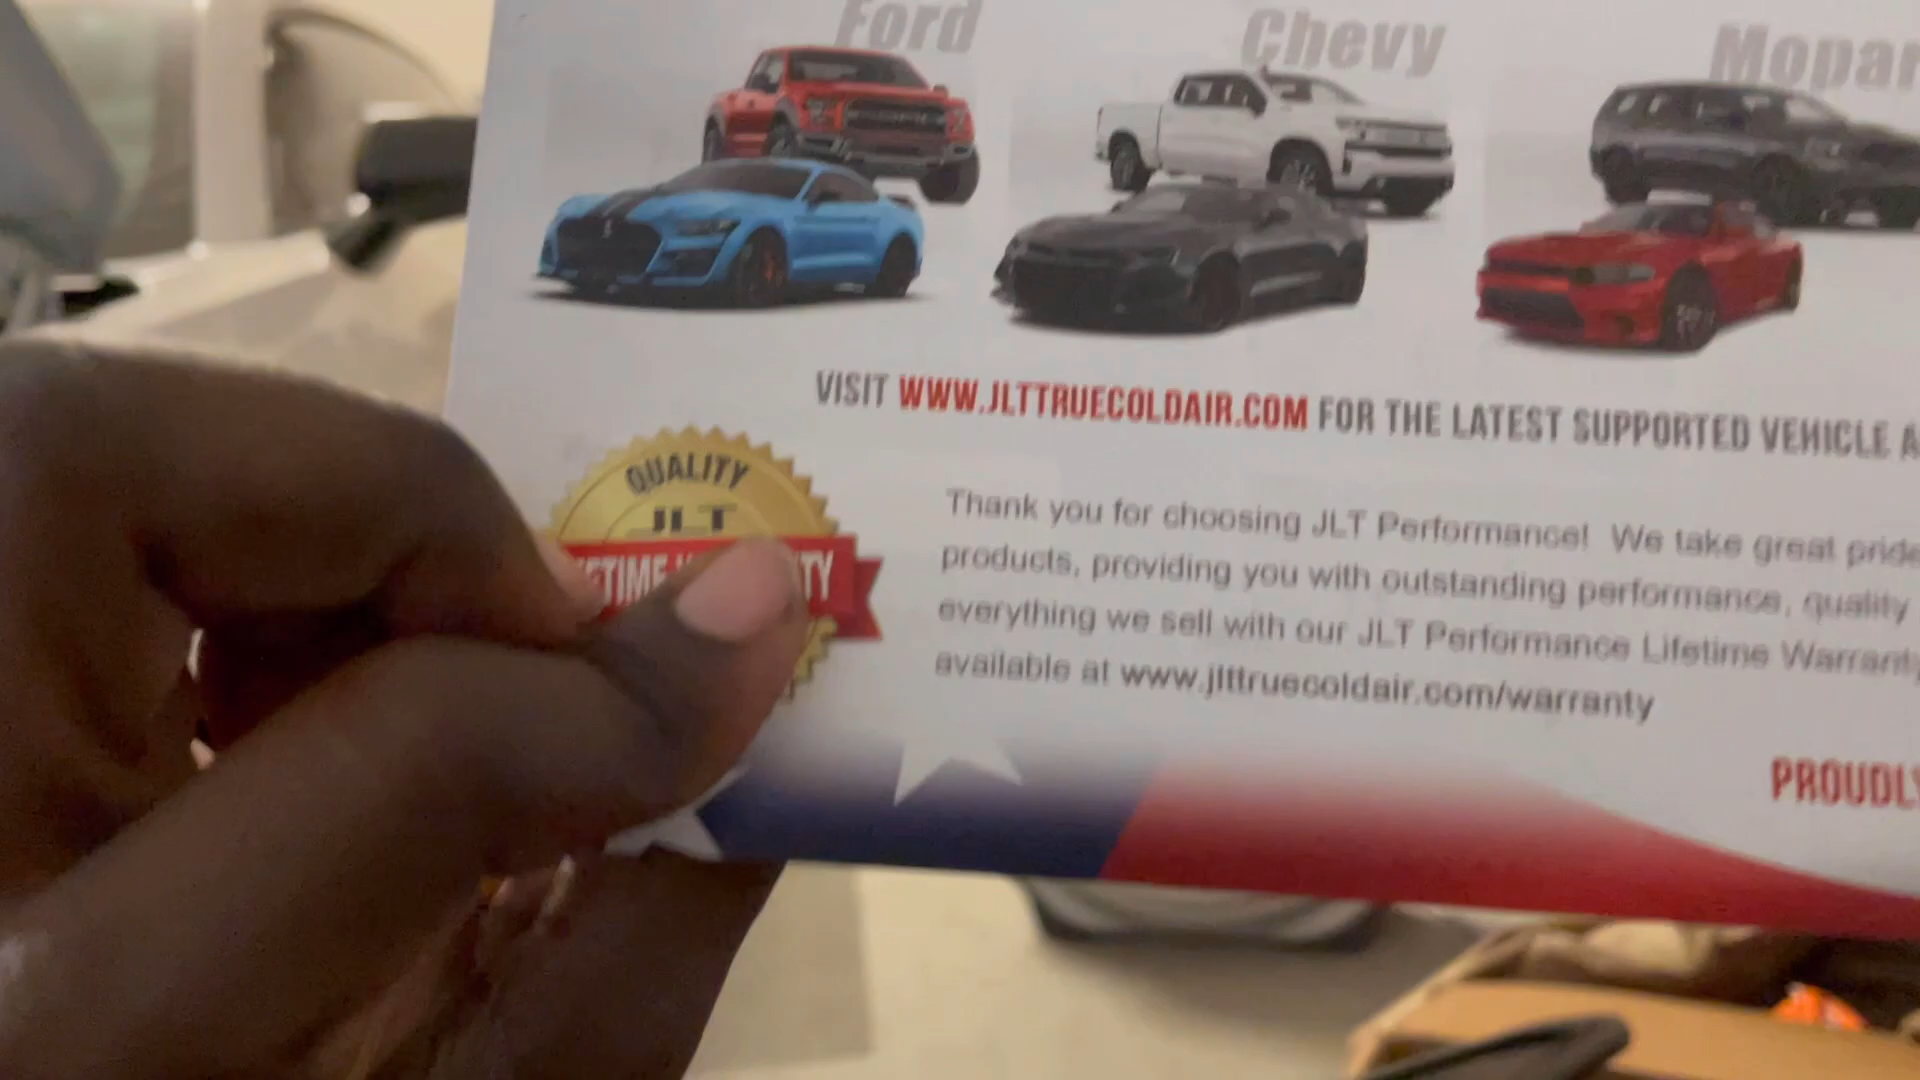 Ford
Chevy
Mopar
VISIT WWW.JLTTRUECOLDAIR.COM FOR THE LATEST SUPPORTED VEHICLE
QUALITY
JLT
Thank you for choosing JLT Performance! We take great pride
products, providing you with outstanding performance, quality
everything we sell with our JLT Performance Lifetime Warranty
available at www.jlttruecoldair.com/warranty